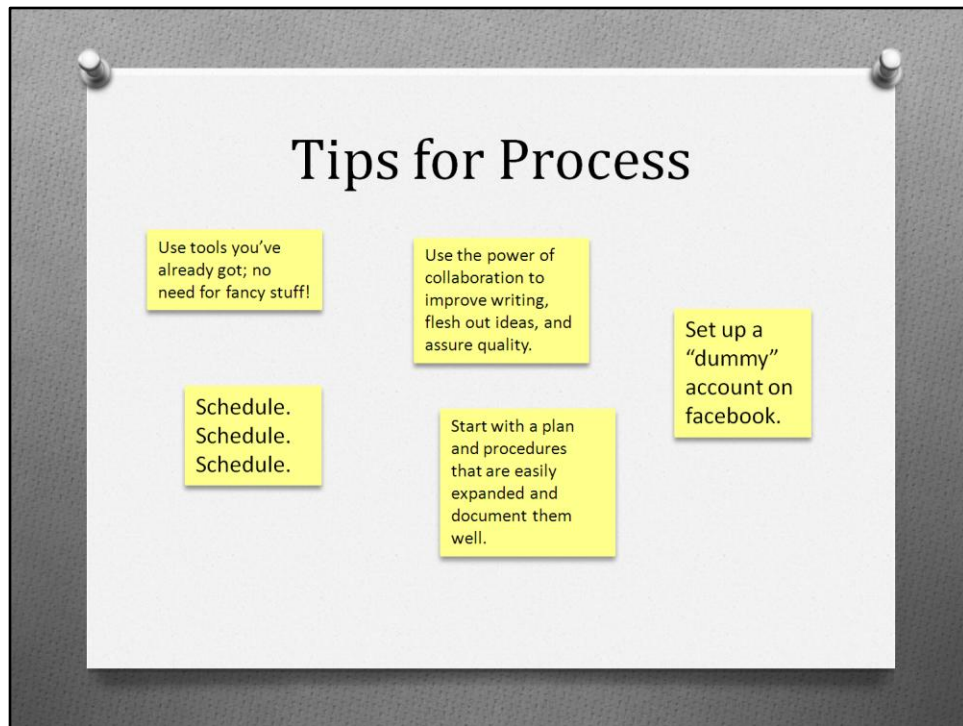 Tips for Process
Use tools you’ve
already got; no
need for fancy stuff!
Use the power of
collaboration to
improve writing,
flesh out ideas, and
assure quality.
Set up a
“dummy”
account on
facebook.
Schedule.
Schedule.
Schedule.
Start with a plan
and procedures
that are easily
expanded and
document them
well.